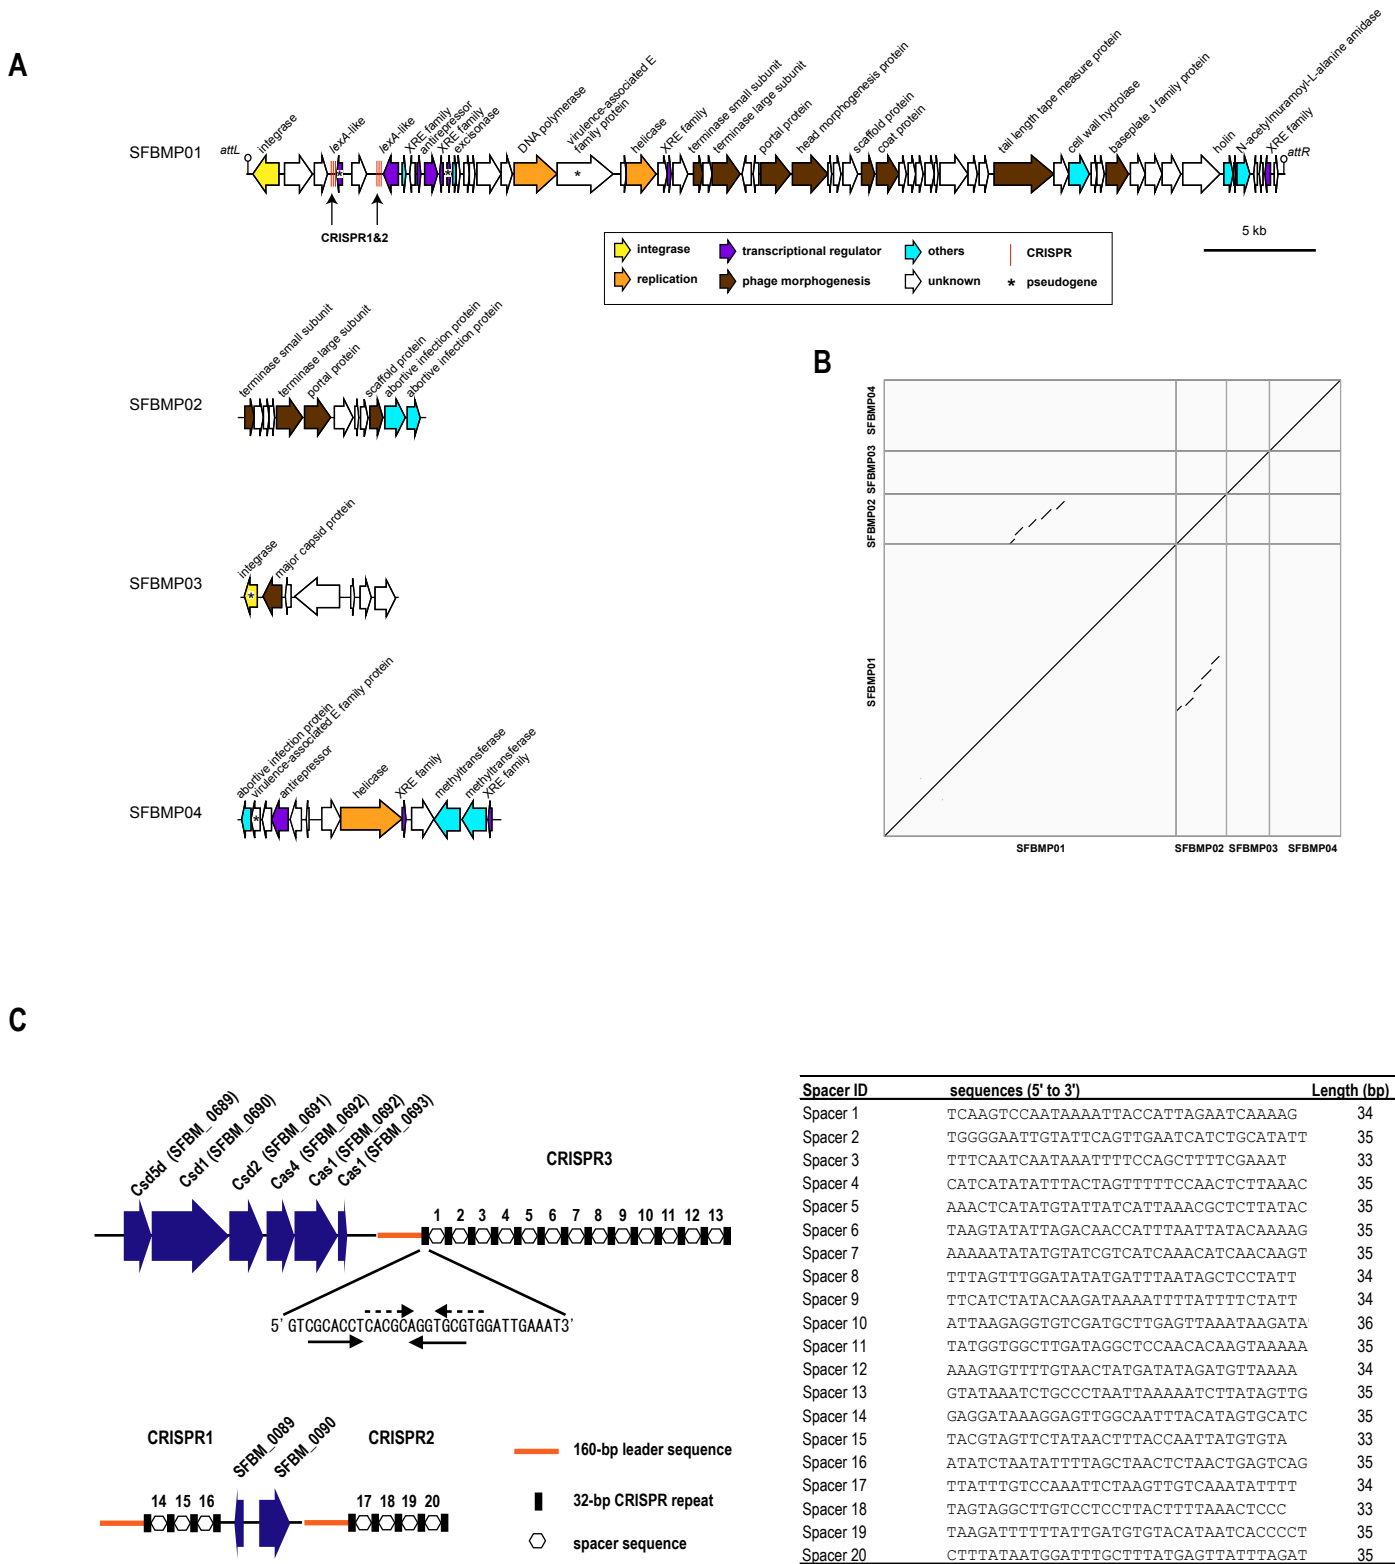 A
SFBMP01
attL
integrase
lexA-like
lexA-like
XRE family
antirepressor
XRE family
excisonase
DNA polymerase
virulence-associated E
family protein
helicase
XRE family
terminase small subunit
terminase large subunit
portal protein
head morphogenesis protein
scaffold protein
coat protein
tail length tape measure protein
cell wall hydrolase
baseplate J family protein
holin
N-acetylmuramoyl-L-alanine amidase
XRE family
attR
*
*
*
CRISPR1&2
5 kb
integrase
transcriptional regulator
others
CRISPR
replication
phage morphogenesis
unknown
* pseudogene
SFBMP02
terminase small subunit
terminase large subunit
portal protein
scaffold protein
abortive infection protein
abortive infection protein
SFBMP03
integrase
major capsid protein
*
SFBMP04
abortive infection protein
virulence-associated E family protein
antirepressor
helicase
XRE family
methyltransferase
methyltransferase
XRE family
*
B
SFBMP04
SFBMP03
SFBMP02
SFBMP01
SFBMP01
SFBMP02
SFBMP03
SFBMP04
C
Csd5d (SFBM_0689)
Csd1 (SFBM_0690)
Csd2 (SFBM_0691)
Cas4 (SFBM_0692)
Cas1 (SFBM_0692)
Cas1 (SFBM_0693)
CRISPR3
1 2 3 4 5 6 7 8 9 10 11 12 13
5' GTCGCACCTCACGCAGGTGCGTGGATTGAAAT3'
CRISPR1
SFBM_0089
SFBM_0090
CRISPR2
14 15 16
17 18 19 20
160-bp leader sequence
32-bp CRISPR repeat
spacer sequence
Spacer ID sequences (5' to 3') Length (bp)
Spacer 1 TCAAGTCCAATAAAATTACCATTAGAATCAAAAG 34
Spacer 2 TGGGGAATTGTATTCAGTTGAATCATCTGCATATT 35
Spacer 3 TTTCAATCAATAAATTTTCCAGCTTTTCGAAAT 33
Spacer 4 CATCATATATTTACTAGTTTTTCCAACTCTTAAAC 35
Spacer 5 AAACTCATATGTATTATCATTAAACGCTCTTATAC 35
Spacer 6 TAAGTATATTAGACAACCATTTAATTATACAAAAG 35
Spacer 7 AAAAATATATGTATCGTCATCAAACATCAACAAGT 35
Spacer 8 TTTAGTTTGGATATATGATTTAATAGCTCCTATT 34
Spacer 9 TTCATCTATACAAGATAAAATTTTATTTTCTATT 34
Spacer 10 ATTAAGAGGTGTCGATGCTTGAGTTAAATAAGATA 36
Spacer 11 TATGGTGGCTTGATAGGCTCCAACACAAGTAAAAA 35
Spacer 12 AAAGTGTTTTGTAACTATGATATAGATGTTAAAA 34
Spacer 13 GTATAAATCTGCCCTAATTAAAAATCTTATAGTTG 35
Spacer 14 GAGGATAAAGGAGTTGGCAATTTACATAGTGCATC 35
Spacer 15 TACGTAGTTCTATAACTTTACCAATTATGTGTA 33
Spacer 16 ATATCTAATATTTTAGCTAACTCTAACTGAGTCAG 35
Spacer 17 TTATTTGTCCAAATTCTAAGTTGTCAAATATTTT 34
Spacer 18 TAGTAGGCTTGTCCTCCTTACTTTTAAACTCCC 33
Spacer 19 TAAGATTTTTTATTGATGTGTACATAATCACCCCT 35
Spacer 20 CTTTATAATGGATTTGCTTTATGAGTTATTTAGAT 35